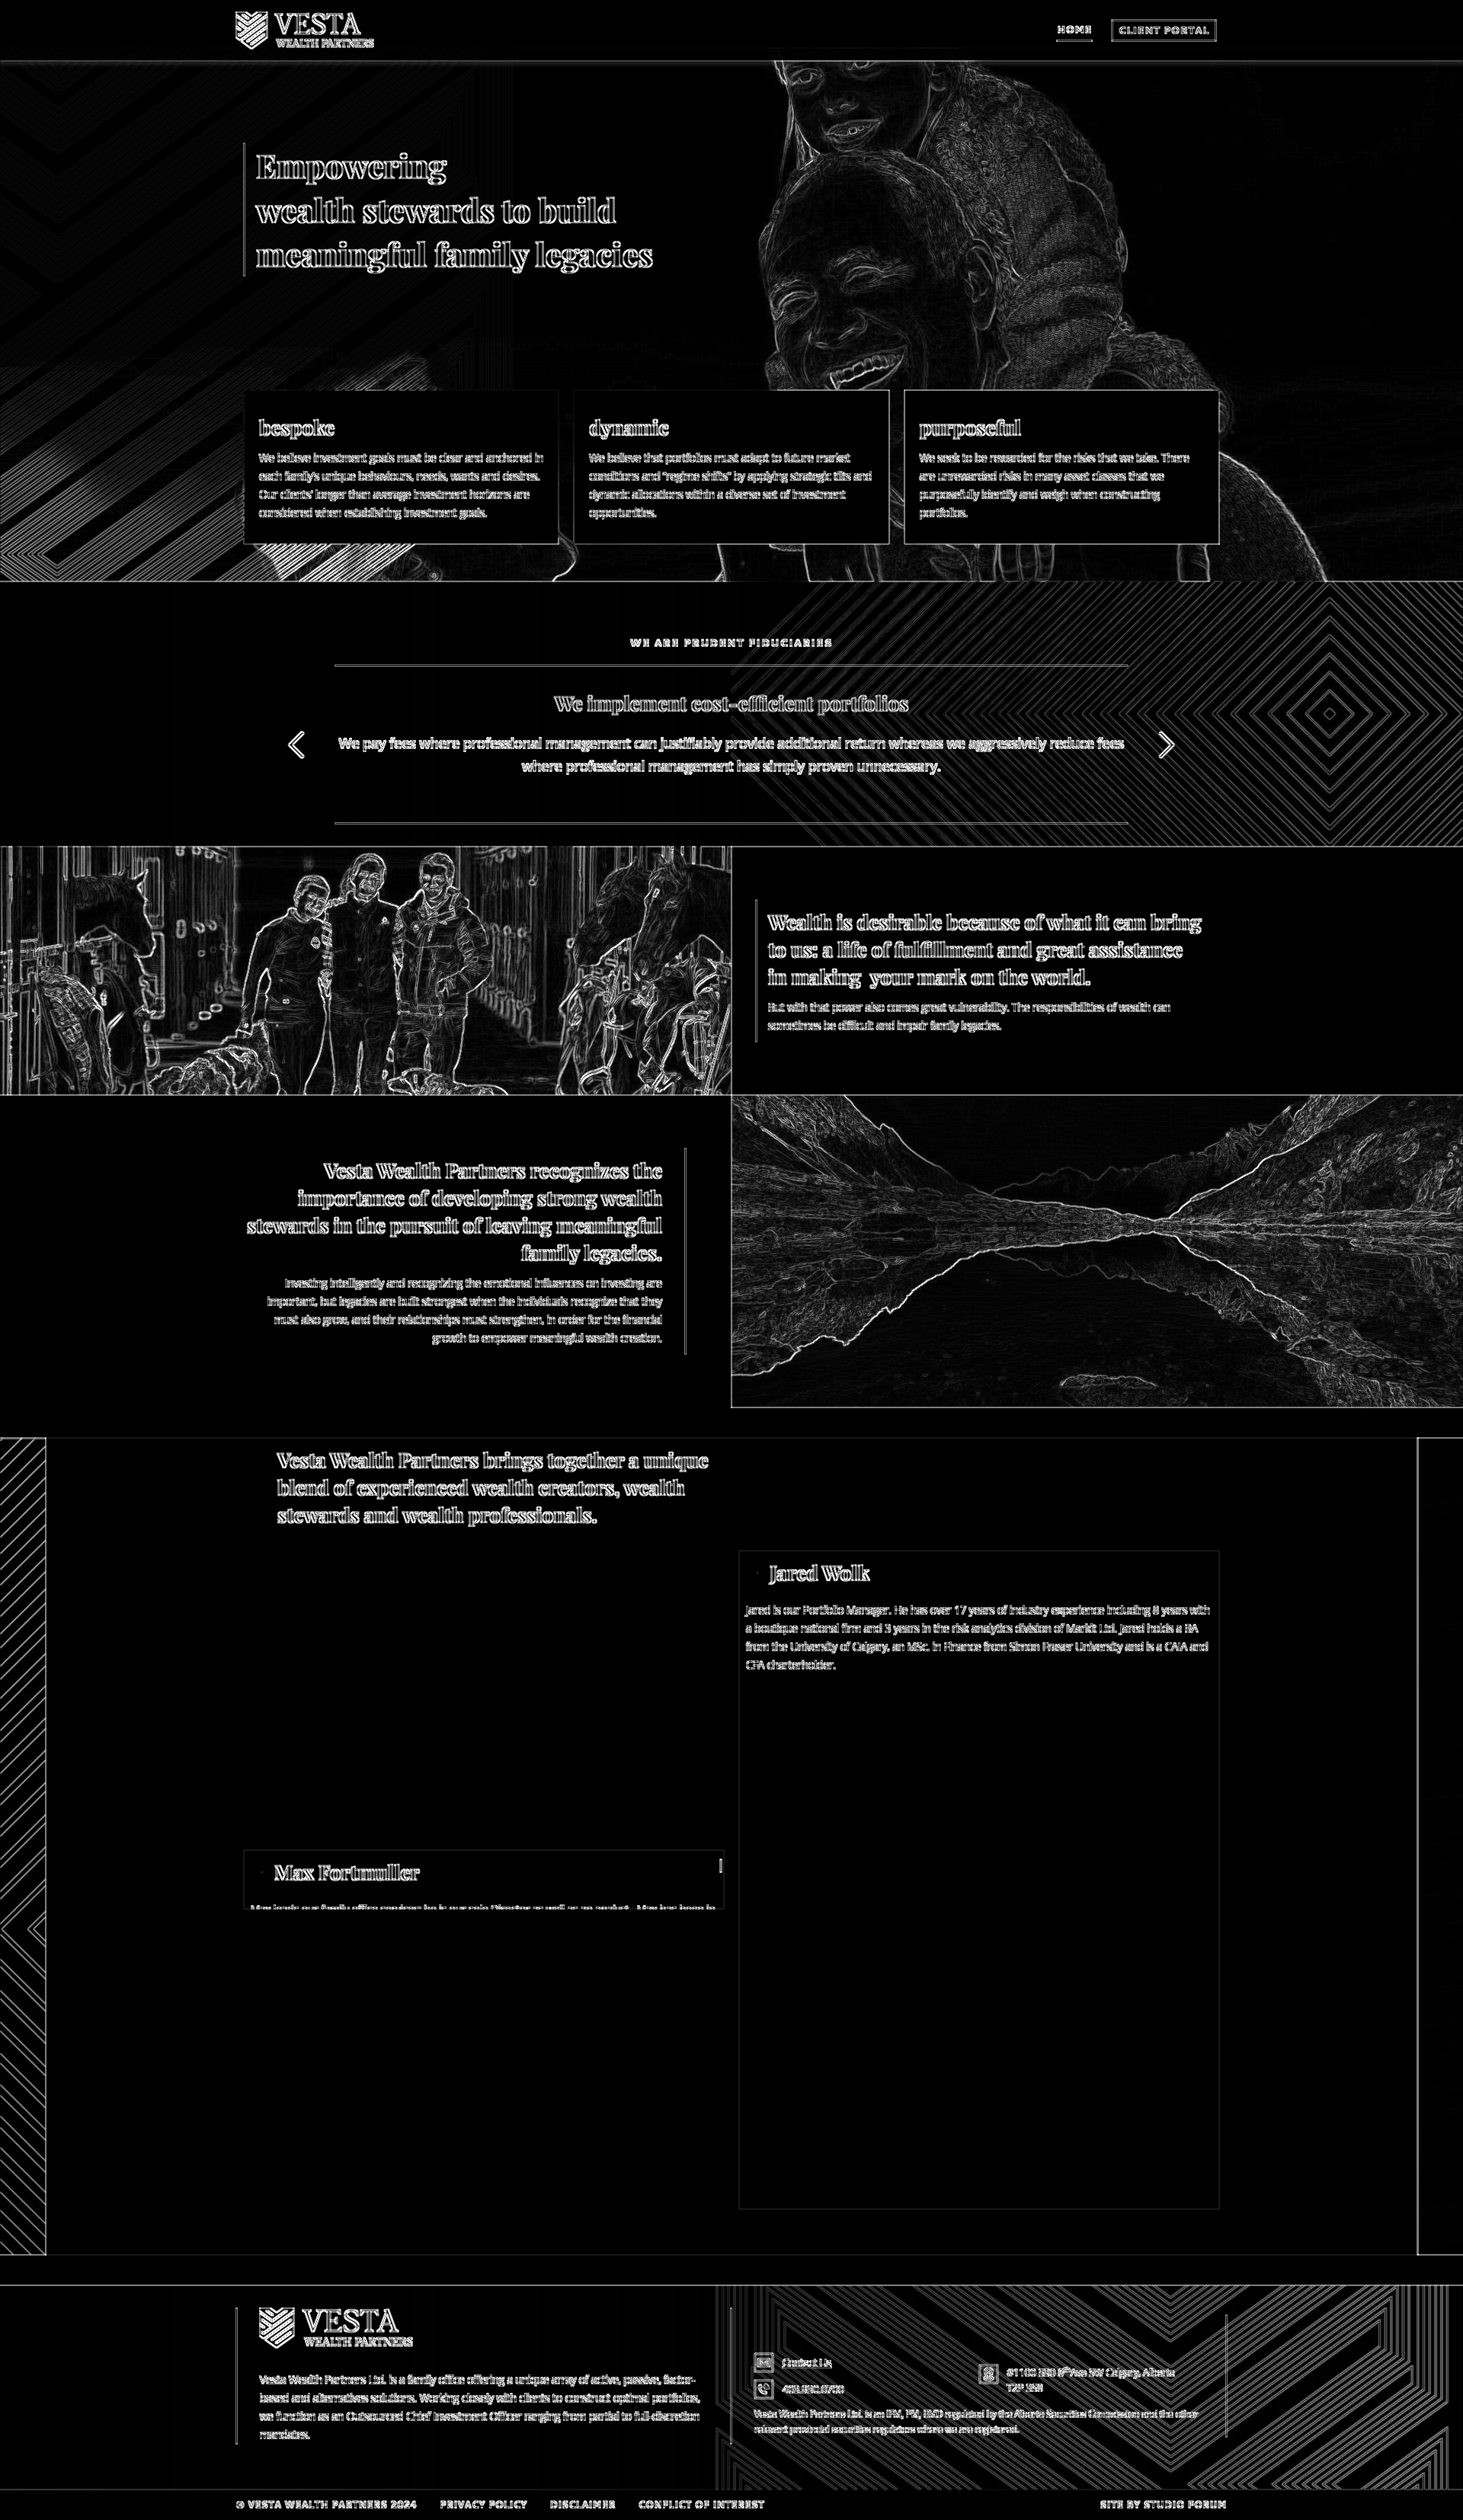 VESTA
WEALTH PARTNERS
HOME
CLIENT PORTAL
Empowering
wealth stewards to build
meaningful family legacies
bespoke
We believe investment goals must be clear and anchored in
each family's unique behaviours, needs, wants and desires.
Our clients' longer than average investment horizons are
considered when establishing investment goals.
dynamic
We believe that portfolios must adapt to future market
conditions and "regime shifts" by applying strategic tilts and
dynamic allocations within a diverse set of investment
opportunities.
purposeful
We seek to be rewarded for the risks that we take. There
are unrewarded risks in many asset classes that we
purposefully identify and weigh when constructing
portfolios.
WE ARE PRUDENT FIDUCIARIES
We implement cost-efficient portfolios
We pay fees where professional management can justifiably provide additional return whereas we aggressively reduce fees
where professional management has simply proven unnecessary.
Wealth is desirable because of what it can bring
to us: a life of fulfillment and great assistance
in making your mark on the world.
But with that power also comes great vulnerability. The responsibilities of wealth can
sometimes be difficult and impair family legacies.
Vesta Wealth Partners recognizes the
importance of developing strong wealth
stewards in the pursuit of leaving meaningful
family legacies.
Investing intelligently and recognizing the emotional influences on investing are
important, but legacies are built strongest when the individuals recognize that they
must also grow, and their relationships must strengthen, in order for the financial
growth to empower meaningful wealth creation.
Vesta Wealth Partners brings together a unique
blend of experienced wealth creators, wealth
stewards and wealth professionals.
Jared Wolk
Jared is our Portfolio Manager. He has over 17 years of industry experience including 8 years with
a boutique national firm and 3 years in the risk analytics division of Markit Ltd. Jared holds a BA
from the University of Calgary, an MSc. in Finance from Simon Fraser University and is a CAIA and
CFA charterholder.
Max Fortmuller
VESTA
WEALTH PARTNERS
Vesta Wealth Partners Ltd. is a family office offering a unique array of active, passive, factor-
based and alternatives solutions. Working closely with clients to construct optimal portfolios,
we function as an Outsourced Chief Investment Officer ranging from partial to full-discretion
mandates.
Contact Us
Calgary, Alberta
Vesta Wealth Partners Ltd. is an IFM, PM, EMD regulated by the Alberta Securities Commission and the other
relevant provincial securities regulators where we are registered.
© VESTA WEALTH PARTNERS 2024
PRIVACY POLICY
DISCLAIMER
CONFLICT OF INTEREST
SITE BY STUDIO FORUM